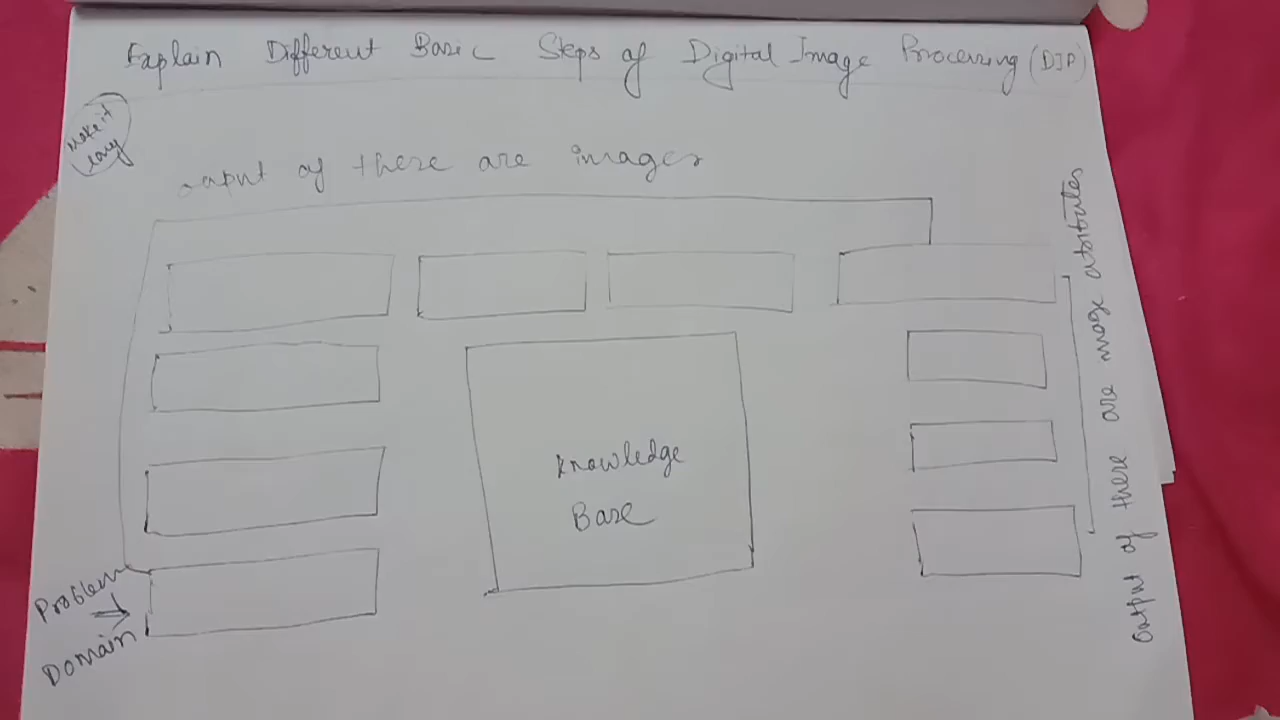 Explain Different Basic Steps of Digital Image Processing (DIP)
Make it
easy
output of these are images
Knowledge
Base
Problem
Domain
Output of these are image attributes